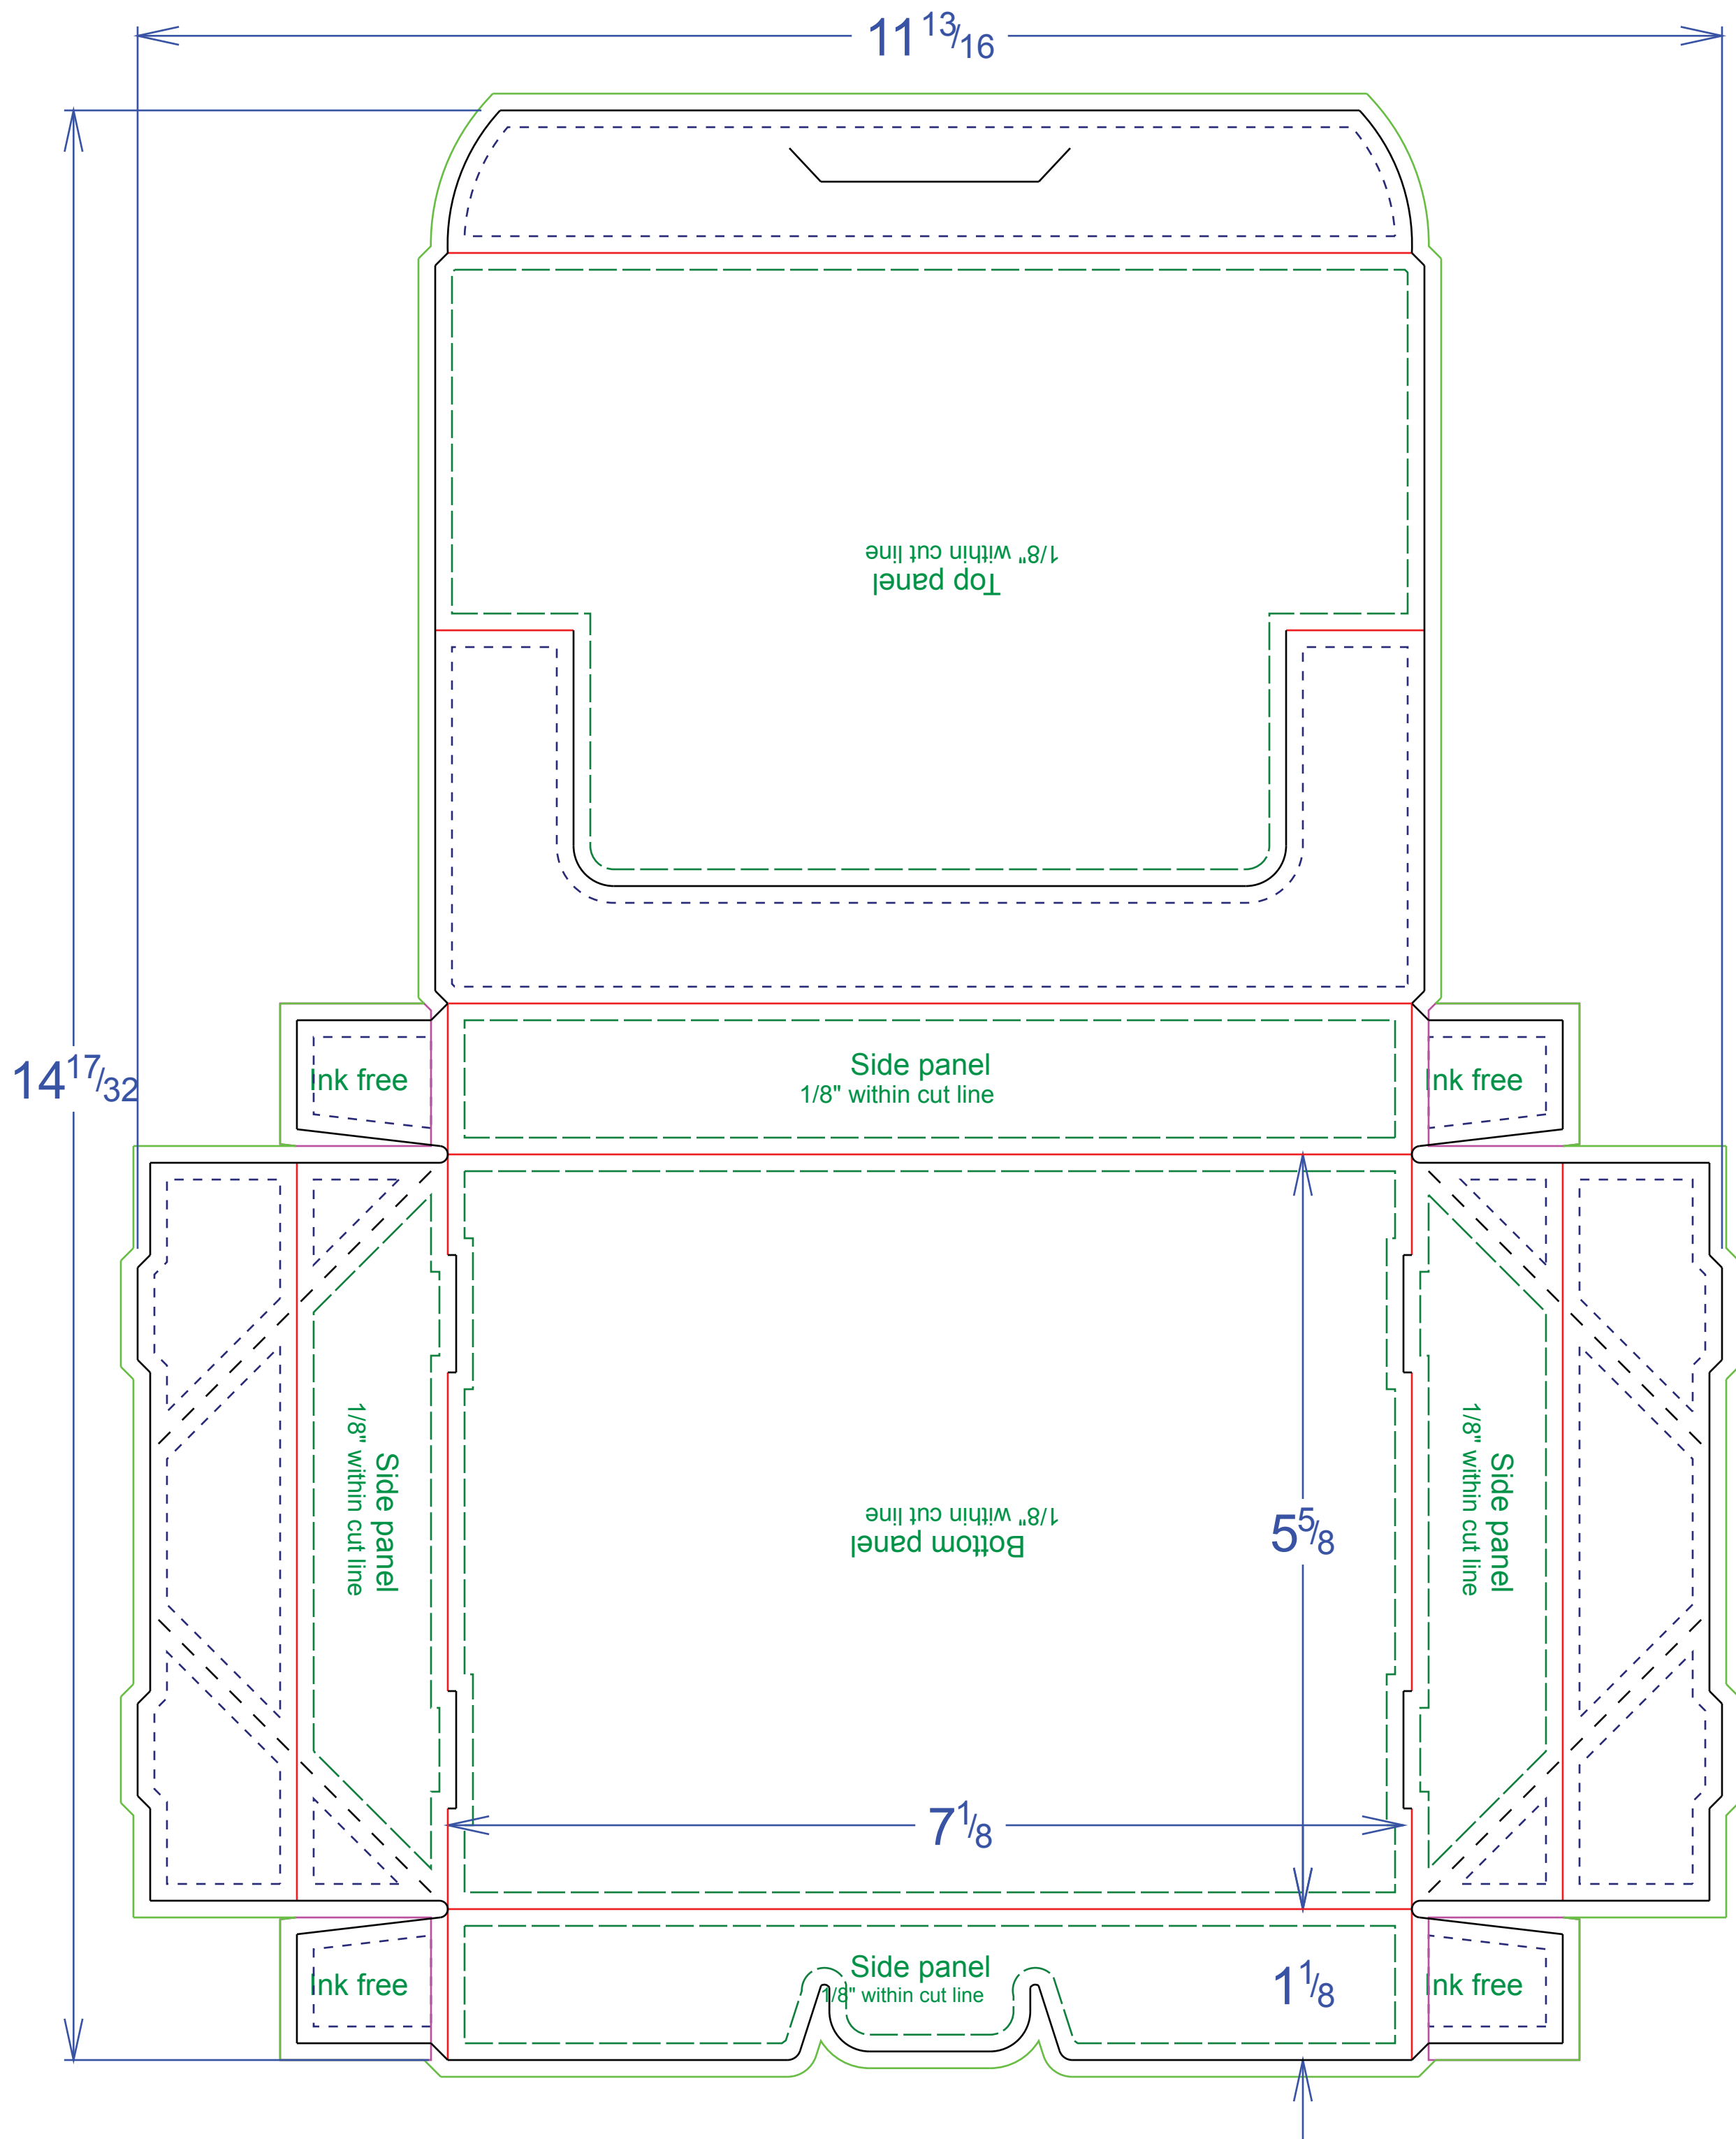 11 13/16
1/8" within cut line
Top panel
14 17/32
Ink free
Side panel
1/8" within cut line
Ink free
Side panel
1/8" within cut line
1/8" within cut line
Bottom panel
5 5/8
Side panel
1/8" within cut line
7 1/8
Ink free
Side panel
1/8" within cut line
1 1/8
Ink free